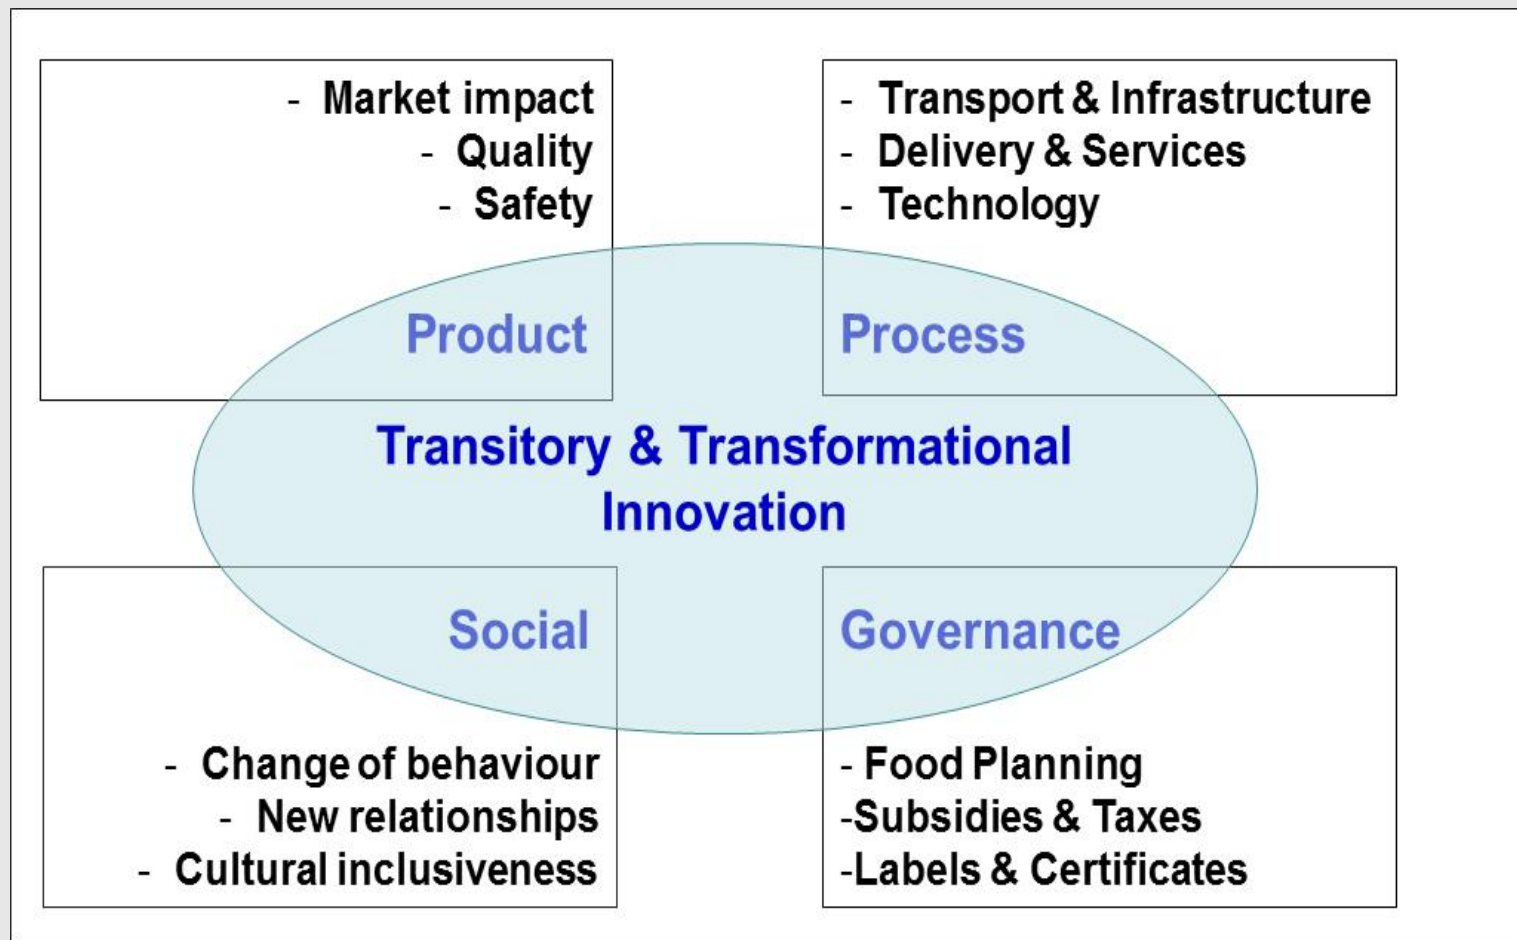 - Market impact
- Quality
- Safety
Product
- Transport & Infrastructure
- Delivery & Services
- Technology
Process
Transitory & Transformational
Innovation
Social
- Change of behaviour
- New relationships
- Cultural inclusiveness
Governance
- Food Planning
-Subsidies & Taxes
-Labels & Certificates